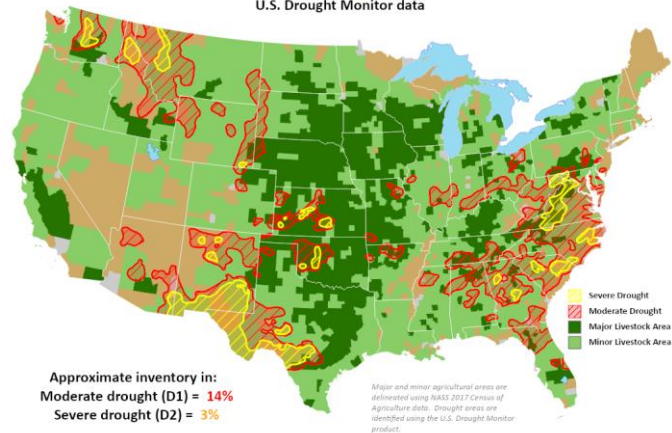 U.S. Drought Monitor data
Severe Drought
Moderate Drought
Major Livestock Area
Minor Livestock Area
Approximate inventory in:
Moderate drought (D1) = 14%
Severe drought (D2) = 3%
Major and minor agricultural areas are
delineated using NASS 2017 Census of
Agriculture data. Drought areas are
identified using the U.S. Drought Monitor
product.